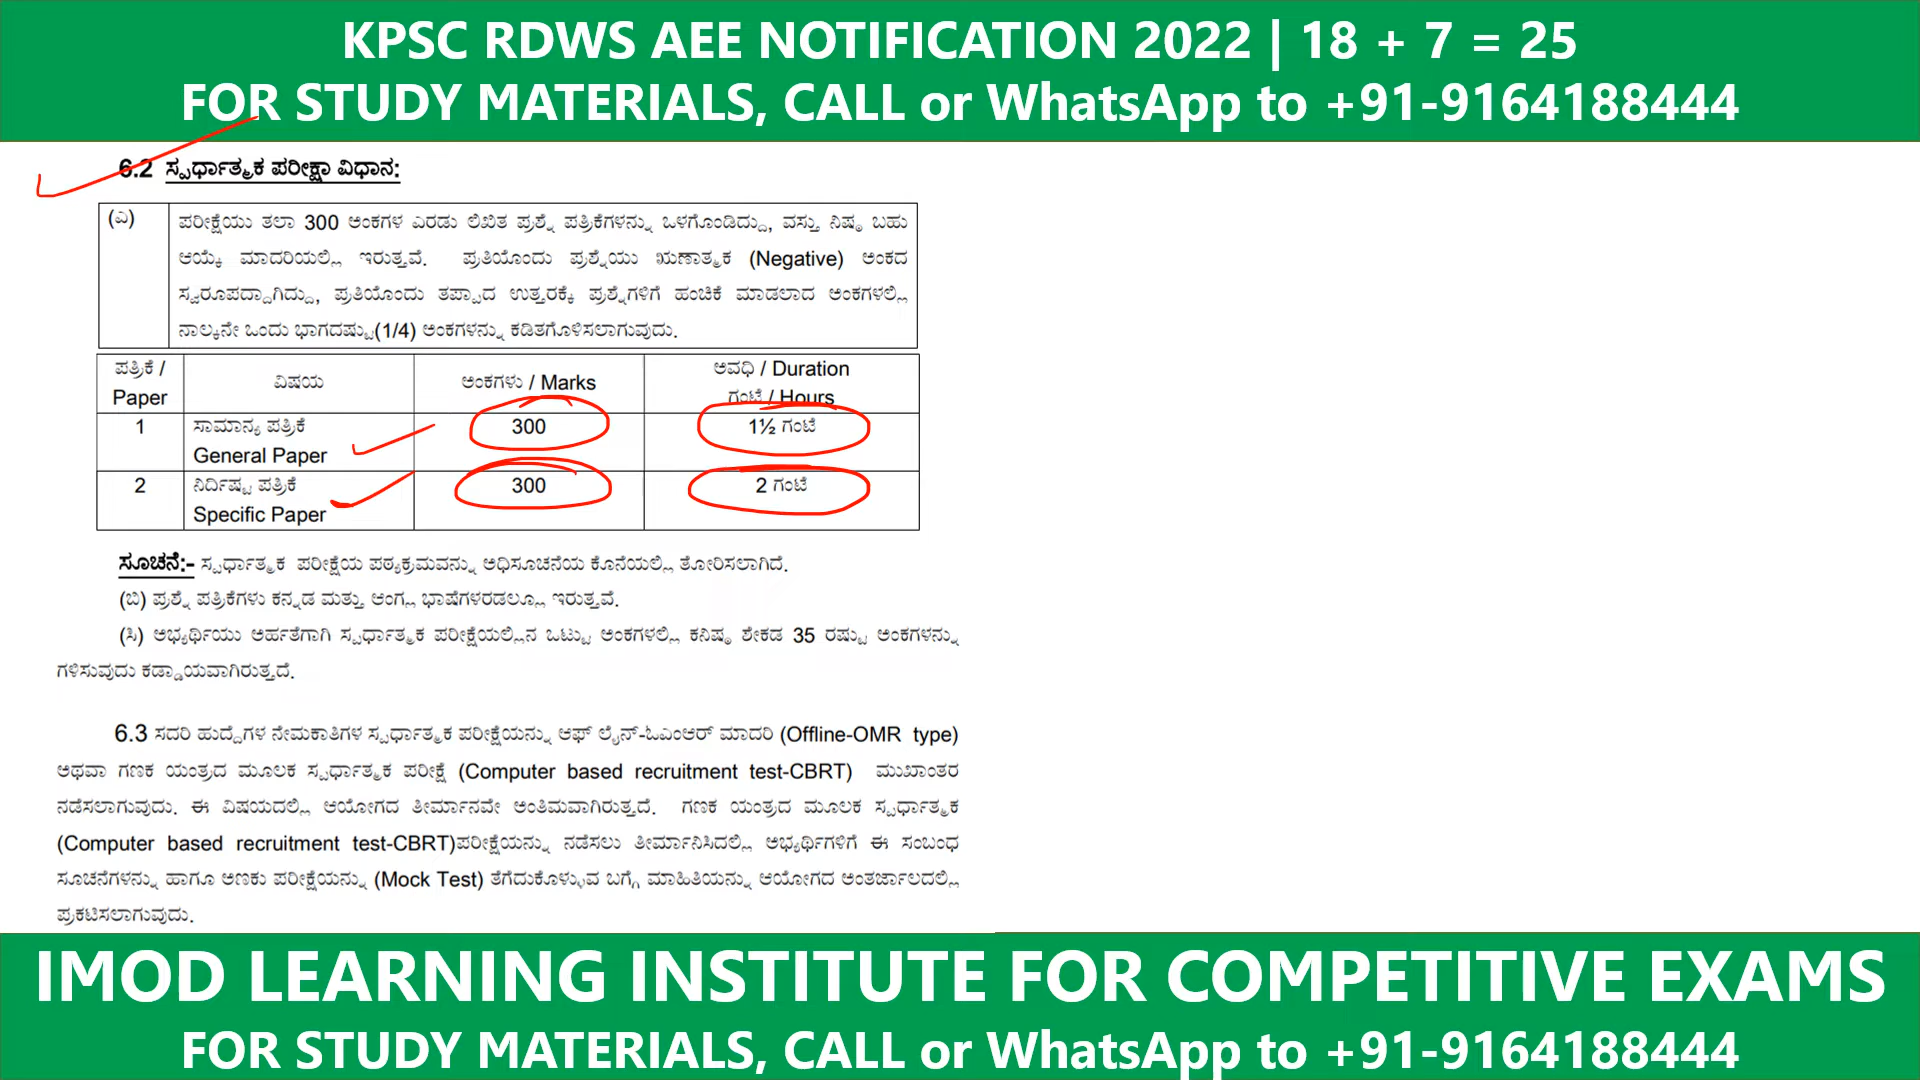 KPSC RDWS AEE NOTIFICATION 2022 | 18 + 7 = 25
FOR STUDY MATERIALS, CALL or WhatsApp to +91-9164188444
6.2 ಸ್ಪರ್ಧಾತ್ಮಕ ಪರೀಕ್ಷಾ ವಿಧಾನ:
(ಎ) ಪರೀಕ್ಷೆಯು ತಲಾ 300 ಅಂಕಗಳ ಎರಡು ಲಿಖಿತ ಪ್ರಶ್ನೆ ಪತ್ರಿಕೆಗಳನ್ನು ಒಳಗೊಂಡಿದ್ದು, ವಸ್ತು ನಿಷ್ಠ ಬಹು
ಆಯ್ಕೆ ಮಾದರಿಯಲ್ಲಿ ಇರುತ್ತವೆ. ಪ್ರತಿಯೊಂದು ಪ್ರಶ್ನೆಯು ಋಣಾತ್ಮಕ (Negative) ಅಂಕದ
ಸ್ವರೂಪದ್ದಾಗಿದ್ದು, ಪ್ರತಿಯೊಂದು ತಪ್ಪಾದ ಉತ್ತರಕ್ಕೆ ಪ್ರಶ್ನೆಗಳಿಗೆ ಹಂಚಿಕೆ ಮಾಡಲಾದ ಅಂಕಗಳಲ್ಲಿ
ನಾಲ್ಕನೇ ಒಂದು ಭಾಗದಷ್ಟು(1/4) ಅಂಕಗಳನ್ನು ಕಡಿತಗೊಳಿಸಲಾಗುವುದು.
ಪತ್ರಿಕೆ / Paper ವಿಷಯ ಅಂಕಗಳು / Marks ಅವಧಿ / Duration ಗಂಟೆ / Hours
1 ಸಾಮಾನ್ಯ ಪತ್ರಿಕೆ 300 1½ ಗಂಟೆ
General Paper
2 ನಿರ್ದಿಷ್ಟ ಪತ್ರಿಕೆ 300 2 ಗಂಟೆ
Specific Paper
ಸೂಚನೆ:- ಸ್ಪರ್ಧಾತ್ಮಕ ಪರೀಕ್ಷೆಯ ಪಠ್ಯಕ್ರಮವನ್ನು ಅಧಿಸೂಚನೆಯ ಕೊನೆಯಲ್ಲಿ ತೋರಿಸಲಾಗಿದೆ.
(ಬಿ) ಪ್ರಶ್ನೆ ಪತ್ರಿಕೆಗಳು ಕನ್ನಡ ಮತ್ತು ಆಂಗ್ಲ ಭಾಷೆಗಳೆರಡಲ್ಲೂ ಇರುತ್ತವೆ.
(ಸಿ) ಅಭ್ಯರ್ಥಿಯು ಅರ್ಹತೆಗಾಗಿ ಸ್ಪರ್ಧಾತ್ಮಕ ಪರೀಕ್ಷೆಯಲ್ಲಿನ ಒಟ್ಟು ಅಂಕಗಳಲ್ಲಿ ಕನಿಷ್ಠ ಶೇಕಡ 35 ರಷ್ಟು ಅಂಕಗಳನ್ನು
ಗಳಿಸುವುದು ಕಡ್ಡಾಯವಾಗಿರುತ್ತದೆ.
6.3 ಸದರಿ ಹುದ್ದೆಗಳ ನೇಮಕಾತಿಗಳ ಸ್ಪರ್ಧಾತ್ಮಕ ಪರೀಕ್ಷೆಯನ್ನು ಆಫ್ ಲೈನ್-ಓಎಂಆರ್ ಮಾದರಿ (Offline-OMR type)
ಅಥವಾ ಗಣಕ ಯಂತ್ರದ ಮೂಲಕ ಸ್ಪರ್ಧಾತ್ಮಕ ಪರೀಕ್ಷೆ (Computer based recruitment test-CBRT) ಮುಖಾಂತರ
ನಡೆಸಲಾಗುವುದು. ಈ ವಿಷಯದಲ್ಲಿ ಆಯೋಗದ ತೀರ್ಮಾನವೇ ಅಂತಿಮವಾಗಿರುತ್ತದೆ. ಗಣಕ ಯಂತ್ರದ ಮೂಲಕ ಸ್ಪರ್ಧಾತ್ಮಕ
(Computer based recruitment test-CBRT)ಪರೀಕ್ಷೆಯನ್ನು ನಡೆಸಲು ತೀರ್ಮಾನಿಸಿದಲ್ಲಿ ಅಭ್ಯರ್ಥಿಗಳಿಗೆ ಈ ಸಂಬಂಧ
ಸೂಚನೆಗಳನ್ನು ಹಾಗೂ ಅಣಕು ಪರೀಕ್ಷೆಯನ್ನು (Mock Test) ತೆಗೆದುಕೊಳ್ಳುವ ಬಗ್ಗೆ ಮಾಹಿತಿಯನ್ನು ಆಯೋಗದ ಅಂತರ್ಜಾಲದಲ್ಲಿ
ಪ್ರಕಟಿಸಲಾಗುವುದು.
IMOD LEARNING INSTITUTE FOR COMPETITIVE EXAMS
FOR STUDY MATERIALS, CALL or WhatsApp to +91-9164188444